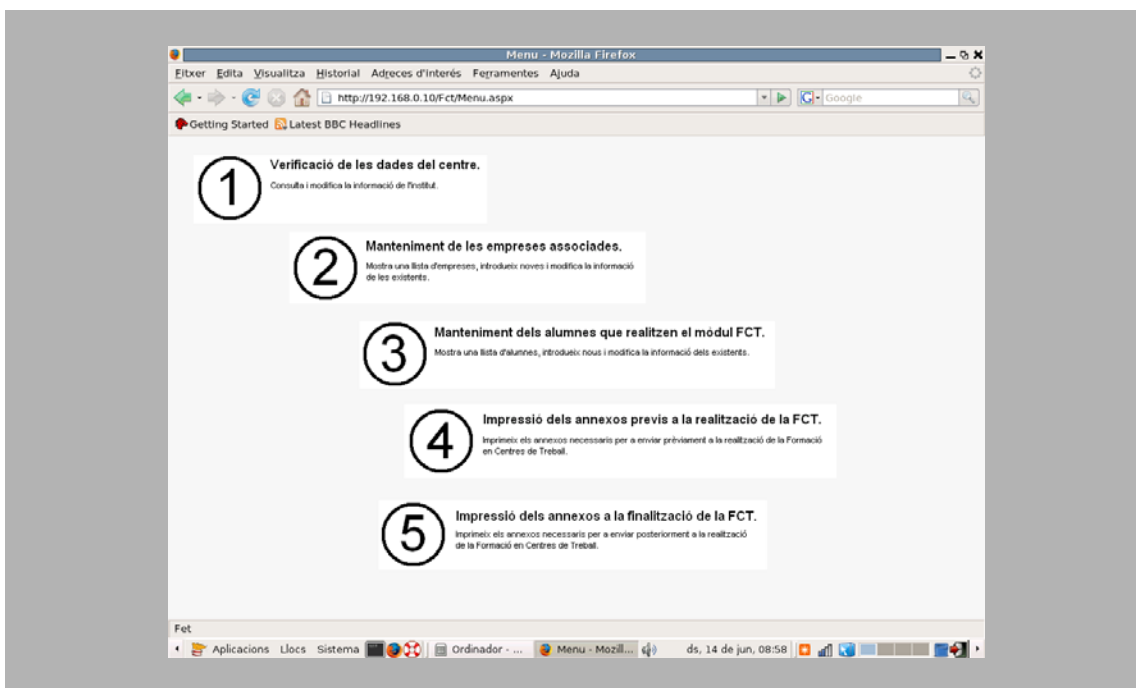 Menu - Mozilla Firefox
Fitxer Edita Visualitza Historial Adreces d'interés Ferramentes Ajuda
http://192.168.0.10/Fct/Menu.aspx
Google
Getting Started Latest BBC Headlines
1
Verificació de les dades del centre.
Consulta i modifica la informació de l'institut.
2
Manteniment de les empreses associades.
Mostra una llista d'empreses, introdueix noves i modifica la informació
de les existents.
3
Manteniment dels alumnes que realitzen el mòdul FCT.
Mostra una llista d'alumnes, introdueix nous i modifica la informació dels existents.
4
Impressió dels annexos previs a la realització de la FCT.
Imprimeix els annexos necessaris per a enviar prèviament a la realització de la Formació
en Centres de Treball.
5
Impressió dels annexos a la finalització de la FCT.
Imprimeix els annexos necessaris per a enviar posteriorment a la realització
de la Formació en Centres de Treball.
Fet
Aplicacions Llocs Sistema Ordinador - ... Menu - Mozill... ds, 14 de jun, 08:58